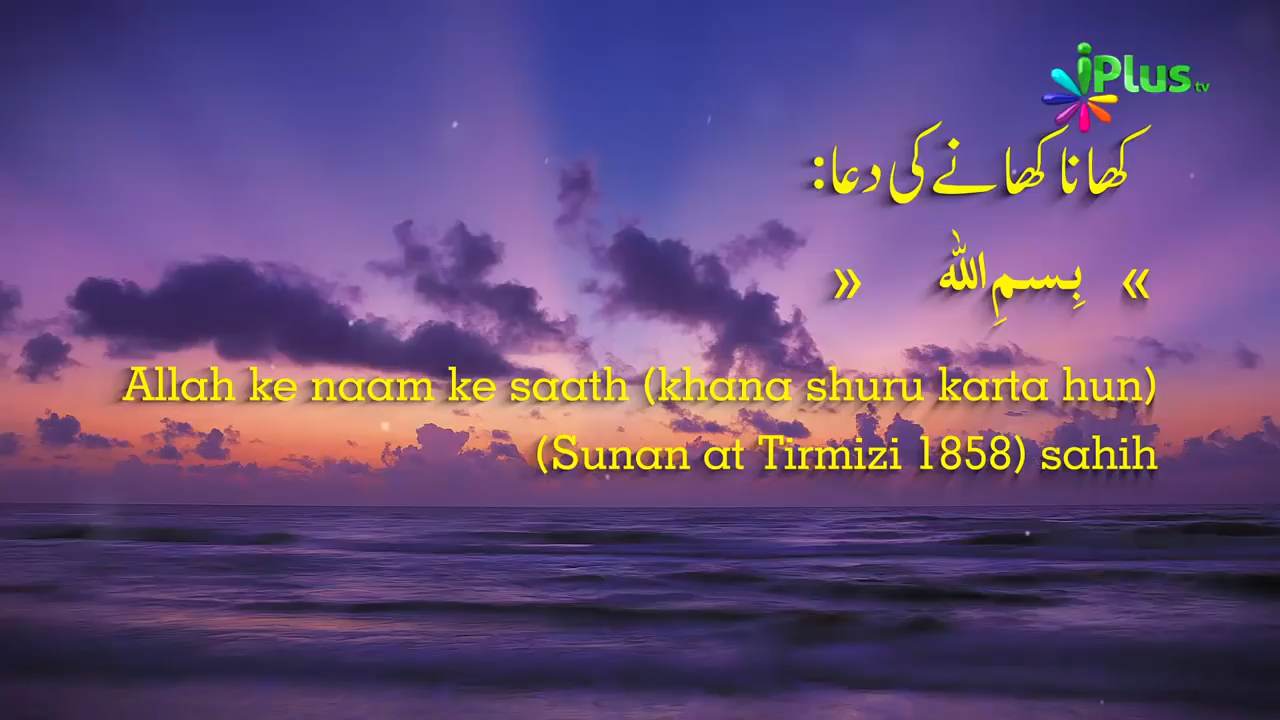 iPlus tv
کھانا کھانے کی دعا:
« بِسمِ اللّٰه »
Allah ke naam ke saath (khana shuru karta hun)
(Sunan at Tirmizi 1858) sahih